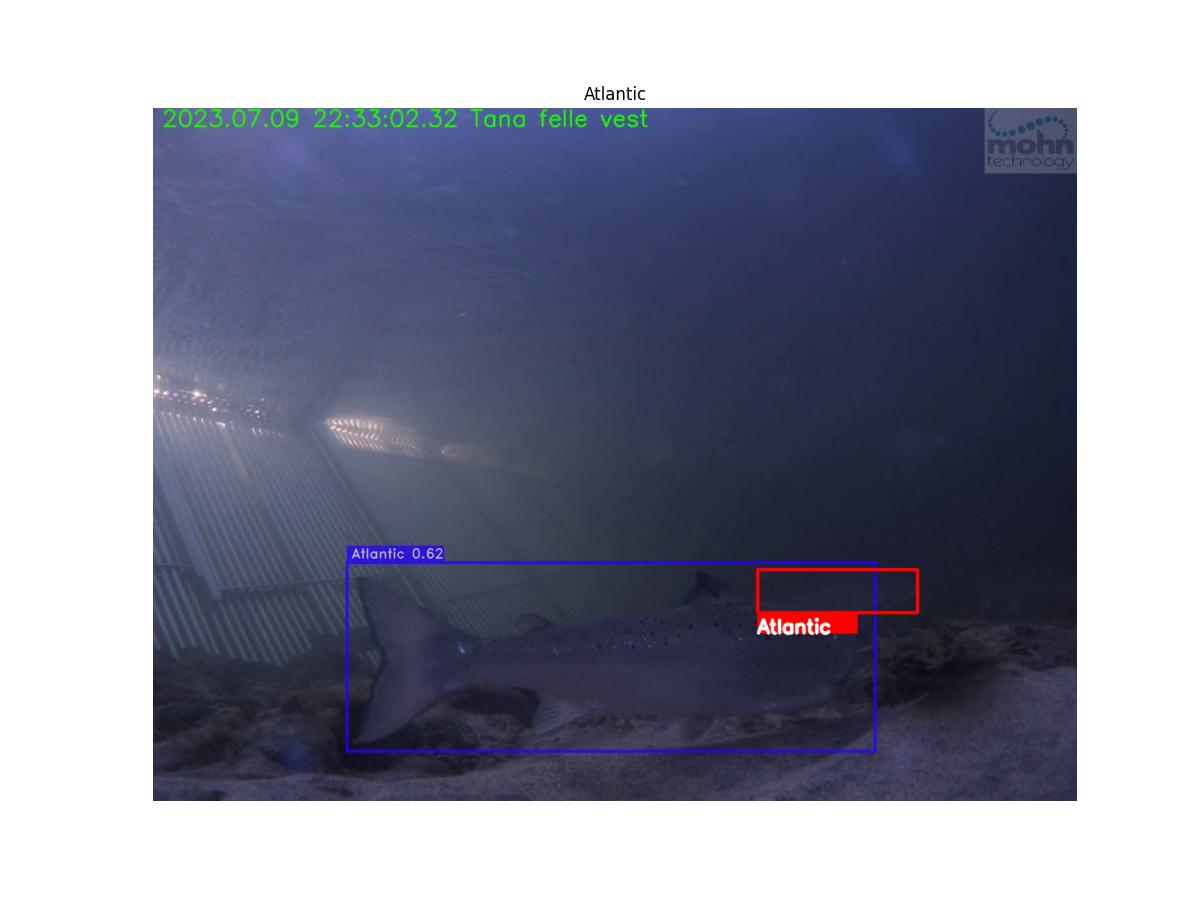 Atlantic
2023.07.09 22:33:02.32 Tana felle vest
mohn
technology
Atlantic 0.62
Atlantic